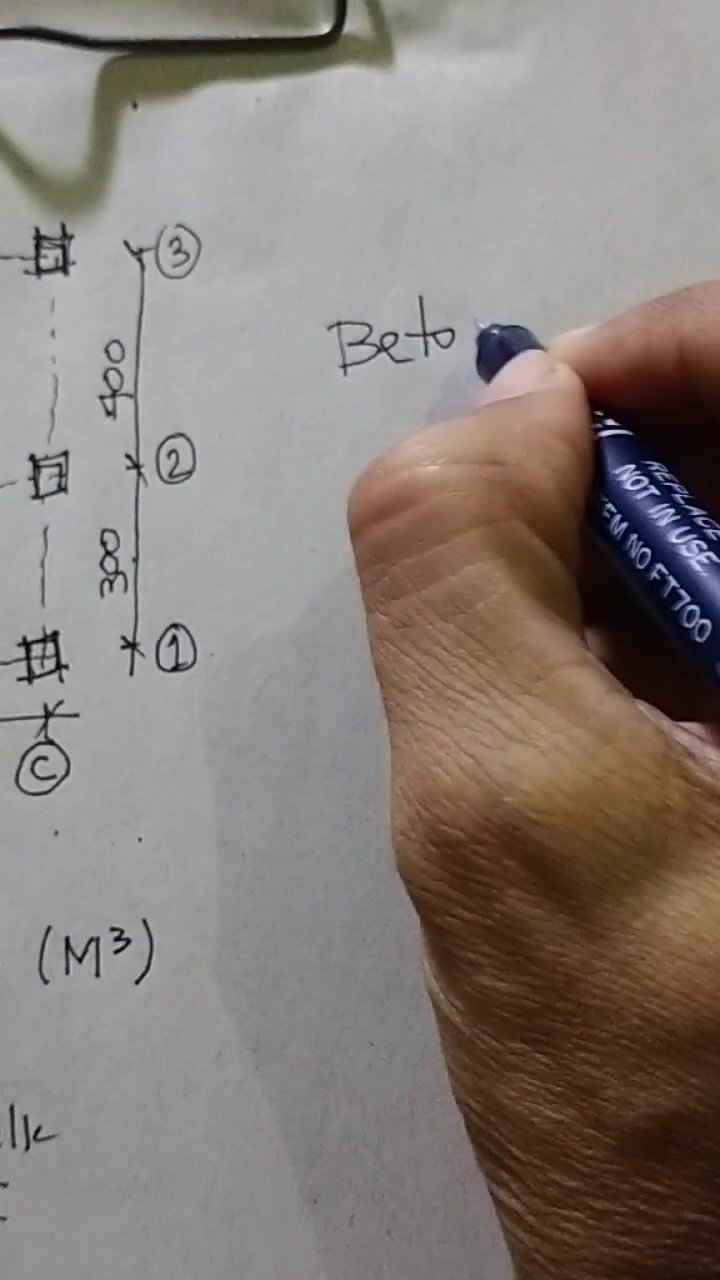 3
400
Beto
2
300
1
C
(M³)
REPLACE
NOT IN USE
EM NO FT700